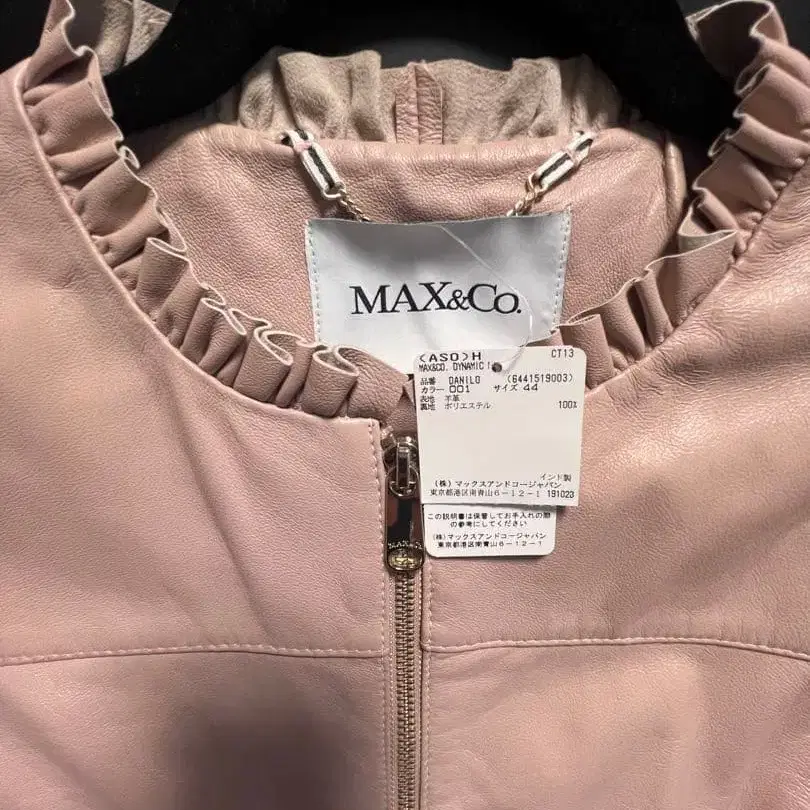 MAX&Co.
(ASO)H CT13
MAX&CO. DYNAMIC
品番 DANILO (6441519003)
カラー 001 サイズ 44
表地 羊革
裏地 ポリエステル 100%
インド製
(株)マックスアンドコージャパン
東京都港区南青山6-12-1 191023
この説明書は保管してお手入れの際
の参考にしてください
(株)マックスアンドコージャパン
東京都港区南青山6-12-1
MAX&Co.